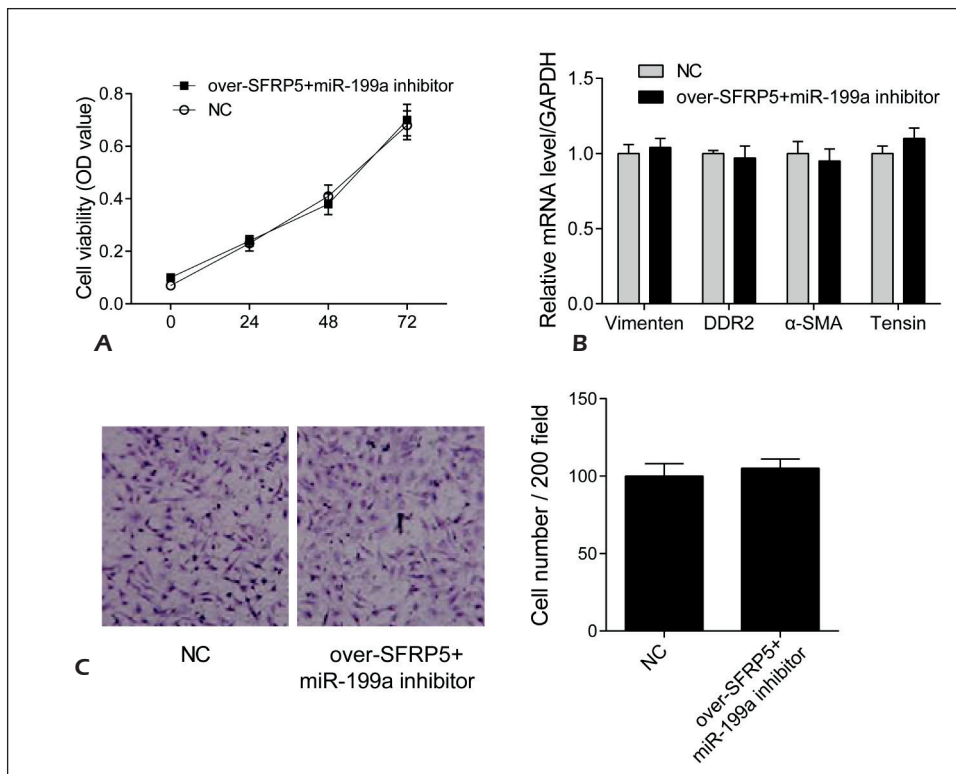 over-SFRP5+miR-199a inhibitor
NC
Cell viability (OD value)
0.8
0.6
0.4
0.2
0.0
0
24
48
72
A
NC
over-SFRP5+miR-199a inhibitor
Relative mRNA level/GAPDH
1.5
1.0
0.5
0.0
Vimenten
DDR2
α-SMA
Tensin
B
NC
over-SFRP5+
miR-199a inhibitor
C
Cell number / 200 field
150
100
50
0
NC
over-SFRP5+
miR-199a inhibitor